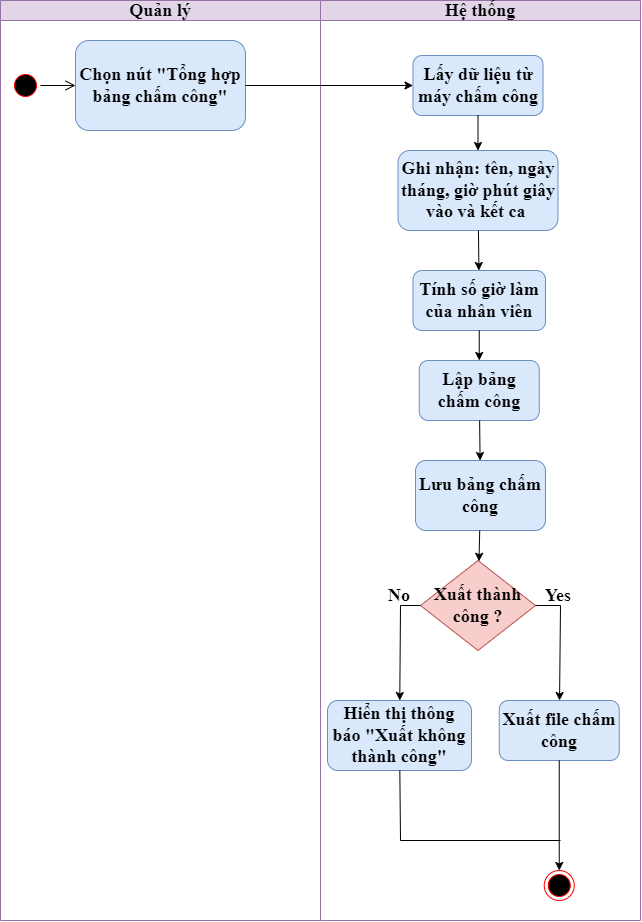 Quản lý
Hệ thống
Chọn nút "Tổng hợp
bảng chấm công"
Lấy dữ liệu từ
máy chấm công
Ghi nhận: tên, ngày
tháng, giờ phút giây
vào và kết ca
Tính số giờ làm
của nhân viên
Lập bảng
chấm công
Lưu bảng chấm
công
Xuất thành
công ?
No
Yes
Hiển thị thông
báo "Xuất không
thành công"
Xuất file chấm
công